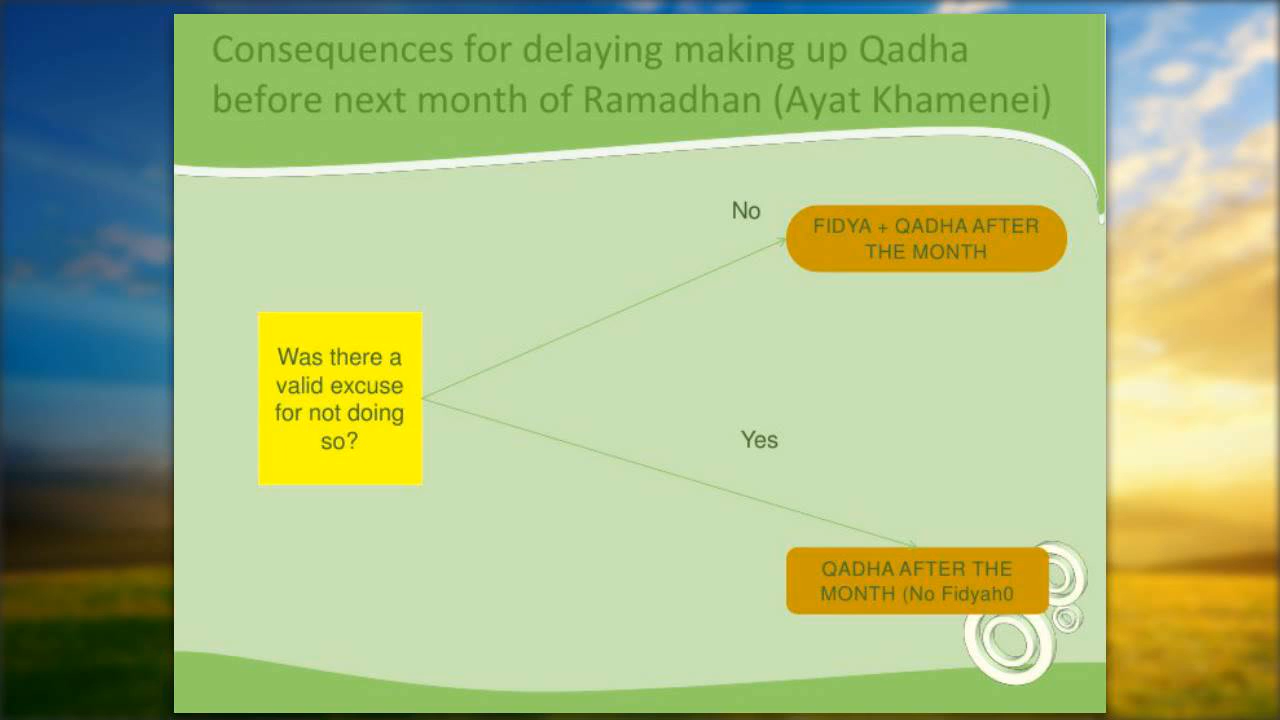 Consequences for delaying making up Qadha
before next month of Ramadhan (Ayat Khamenei)
No
FIDYA + QADHA AFTER
THE MONTH
Was there a
valid excuse
for not doing
so?
Yes
QADHA AFTER THE
MONTH (No Fidyah0